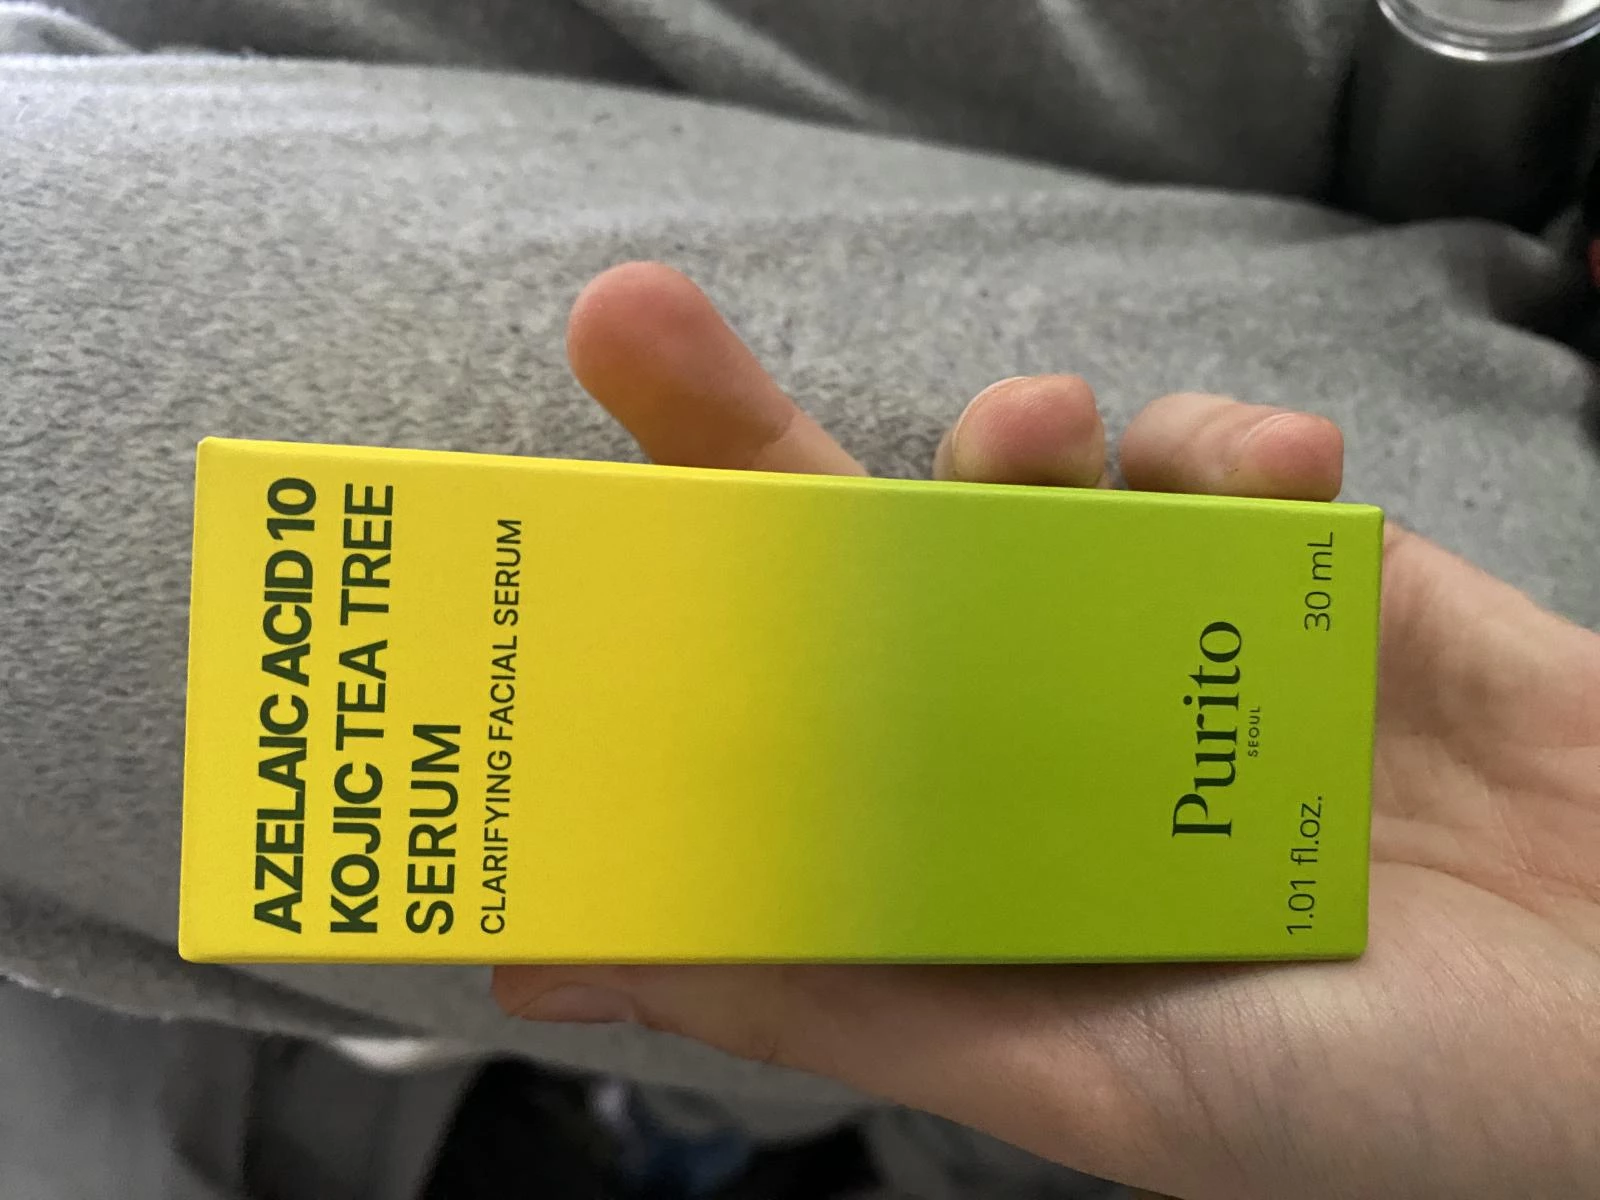 AZELAIC ACID 10
KOJIC TEA TREE
SERUM
CLARIFYING FACIAL SERUM
Purito
SEOUL
1.01 fl.oz. 30 mL